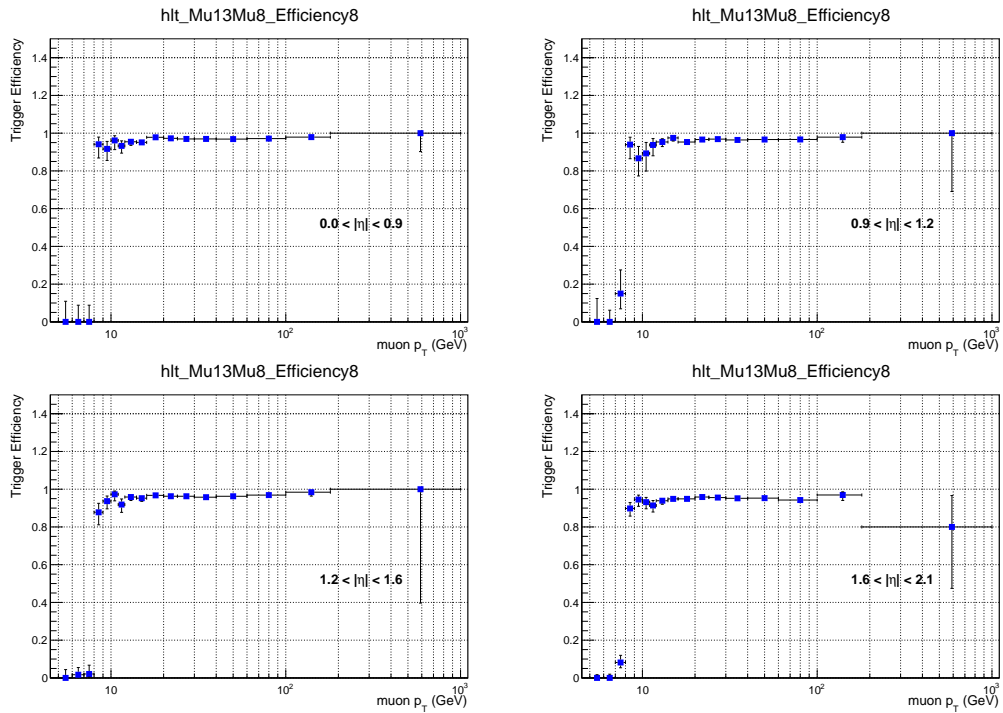 hlt_Mu13Mu8_Efficiency8
Trigger Efficiency
1.4
1.2
1
0.8
0.6
0.4
0.2
0
0.0 < |η| < 0.9
10
10²
10³
muon p_T (GeV)
hlt_Mu13Mu8_Efficiency8
Trigger Efficiency
1.4
1.2
1
0.8
0.6
0.4
0.2
0
0.9 < |η| < 1.2
10
10²
10³
muon p_T (GeV)
hlt_Mu13Mu8_Efficiency8
Trigger Efficiency
1.4
1.2
1
0.8
0.6
0.4
0.2
0
1.2 < |η| < 1.6
10
10²
10³
muon p_T (GeV)
hlt_Mu13Mu8_Efficiency8
Trigger Efficiency
1.4
1.2
1
0.8
0.6
0.4
0.2
0
1.6 < |η| < 2.1
10
10²
10³
muon p_T (GeV)